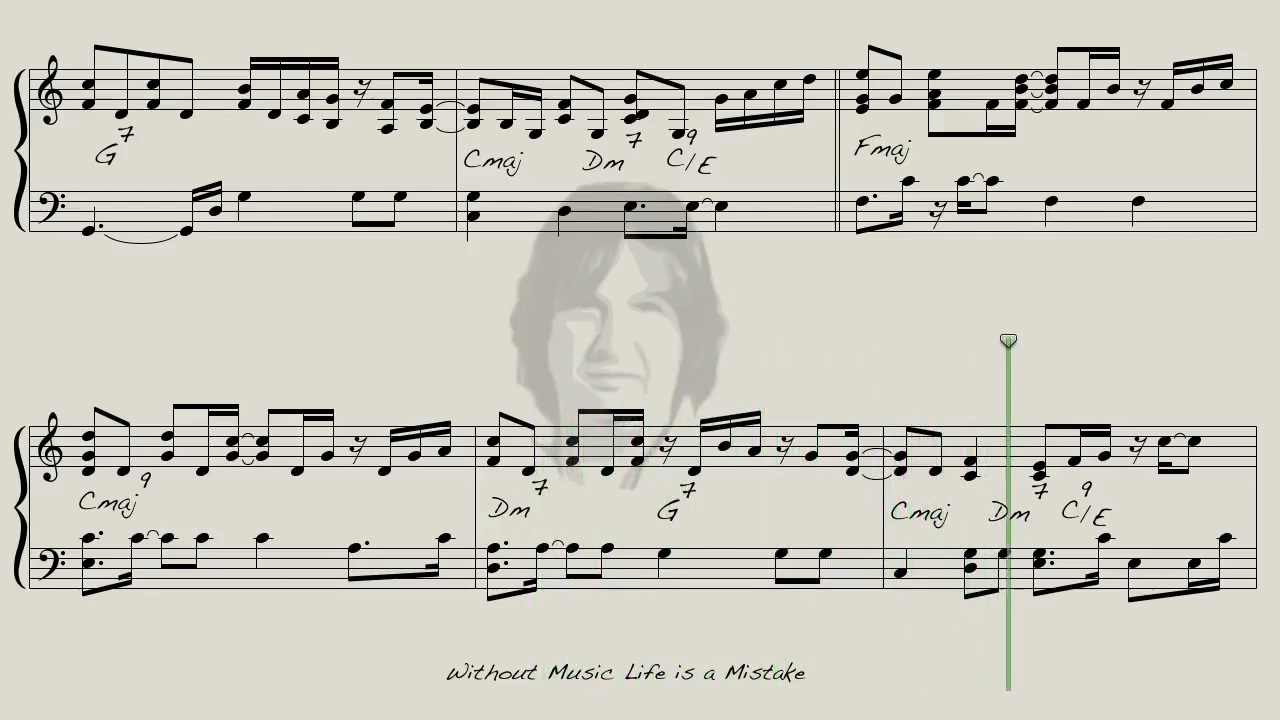 G7 Cmaj Dm7 C/E9 Fmaj
Cmaj9 Dm7 G7 Cmaj Dm7 C/E9
Without Music Life is a Mistake